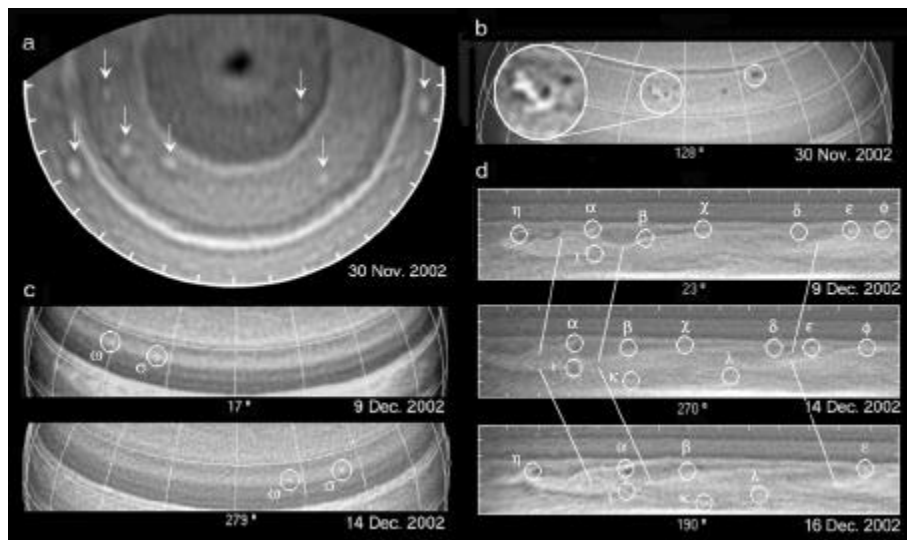 a
30 Nov. 2002
b
128°
30 Nov. 2002
c
ω
σ
17°
9 Dec. 2002
ω
σ
279°
14 Dec. 2002
d
η α β χ δ ε φ
23°
9 Dec. 2002
α β χ δ ε φ
κ λ
270°
14 Dec. 2002
η α β ε
κ λ
190°
16 Dec. 2002